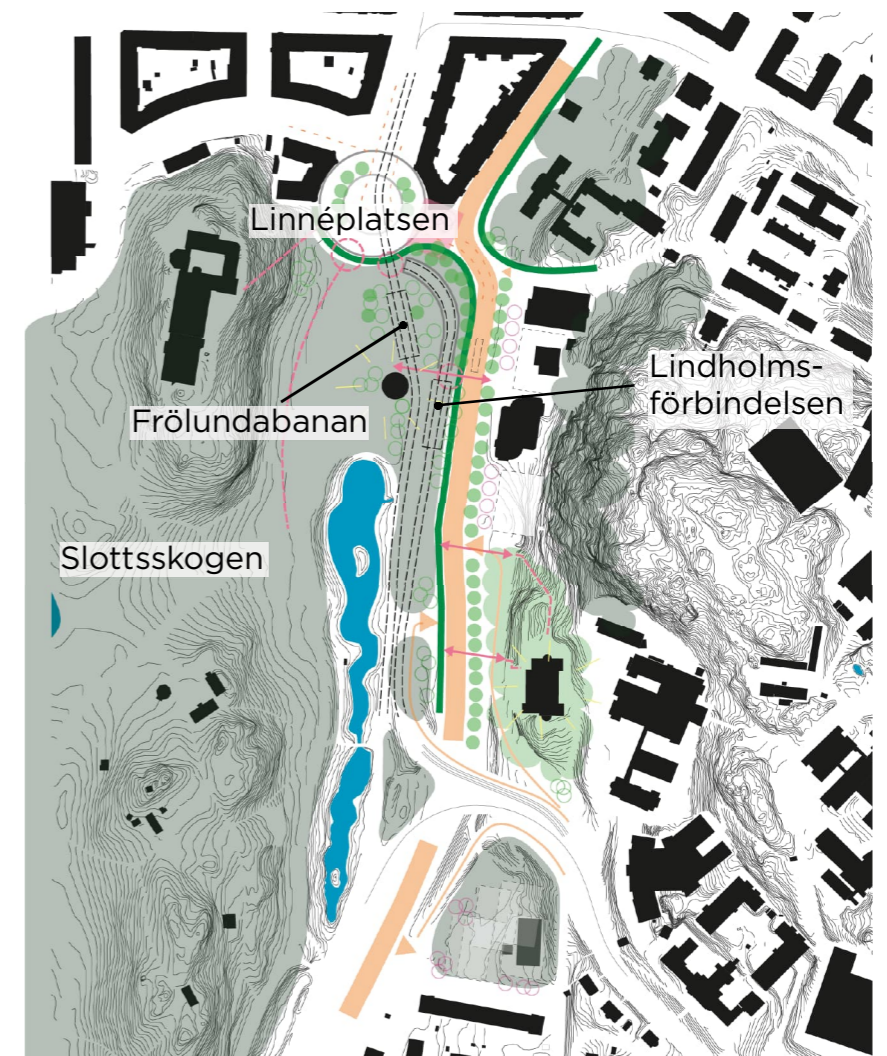 Linnéplatsen
Lindholms-
förbindelsen
Frölundabanan
Slottsskogen